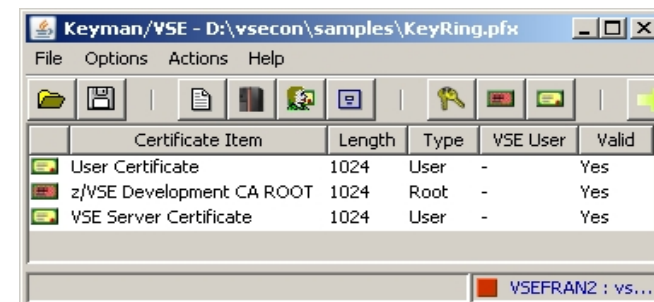 Keyman/VSE - D:\vsecon\samples\KeyRing.pfx
File Options Actions Help
Certificate Item Length Type VSE User Valid
User Certificate 1024 User - Yes
z/VSE Development CA ROOT 1024 Root - Yes
VSE Server Certificate 1024 User - Yes
VSEFRAN2 : vs...